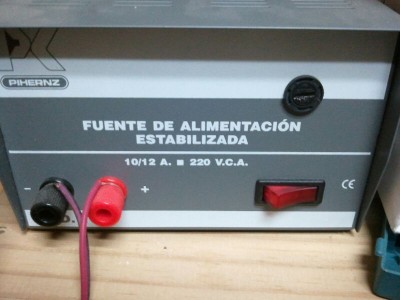 PIHERNZ
FUENTE DE ALIMENTACIÓN
ESTABILIZADA
10/12 A. ■ 220 V.C.A.
- +
CE